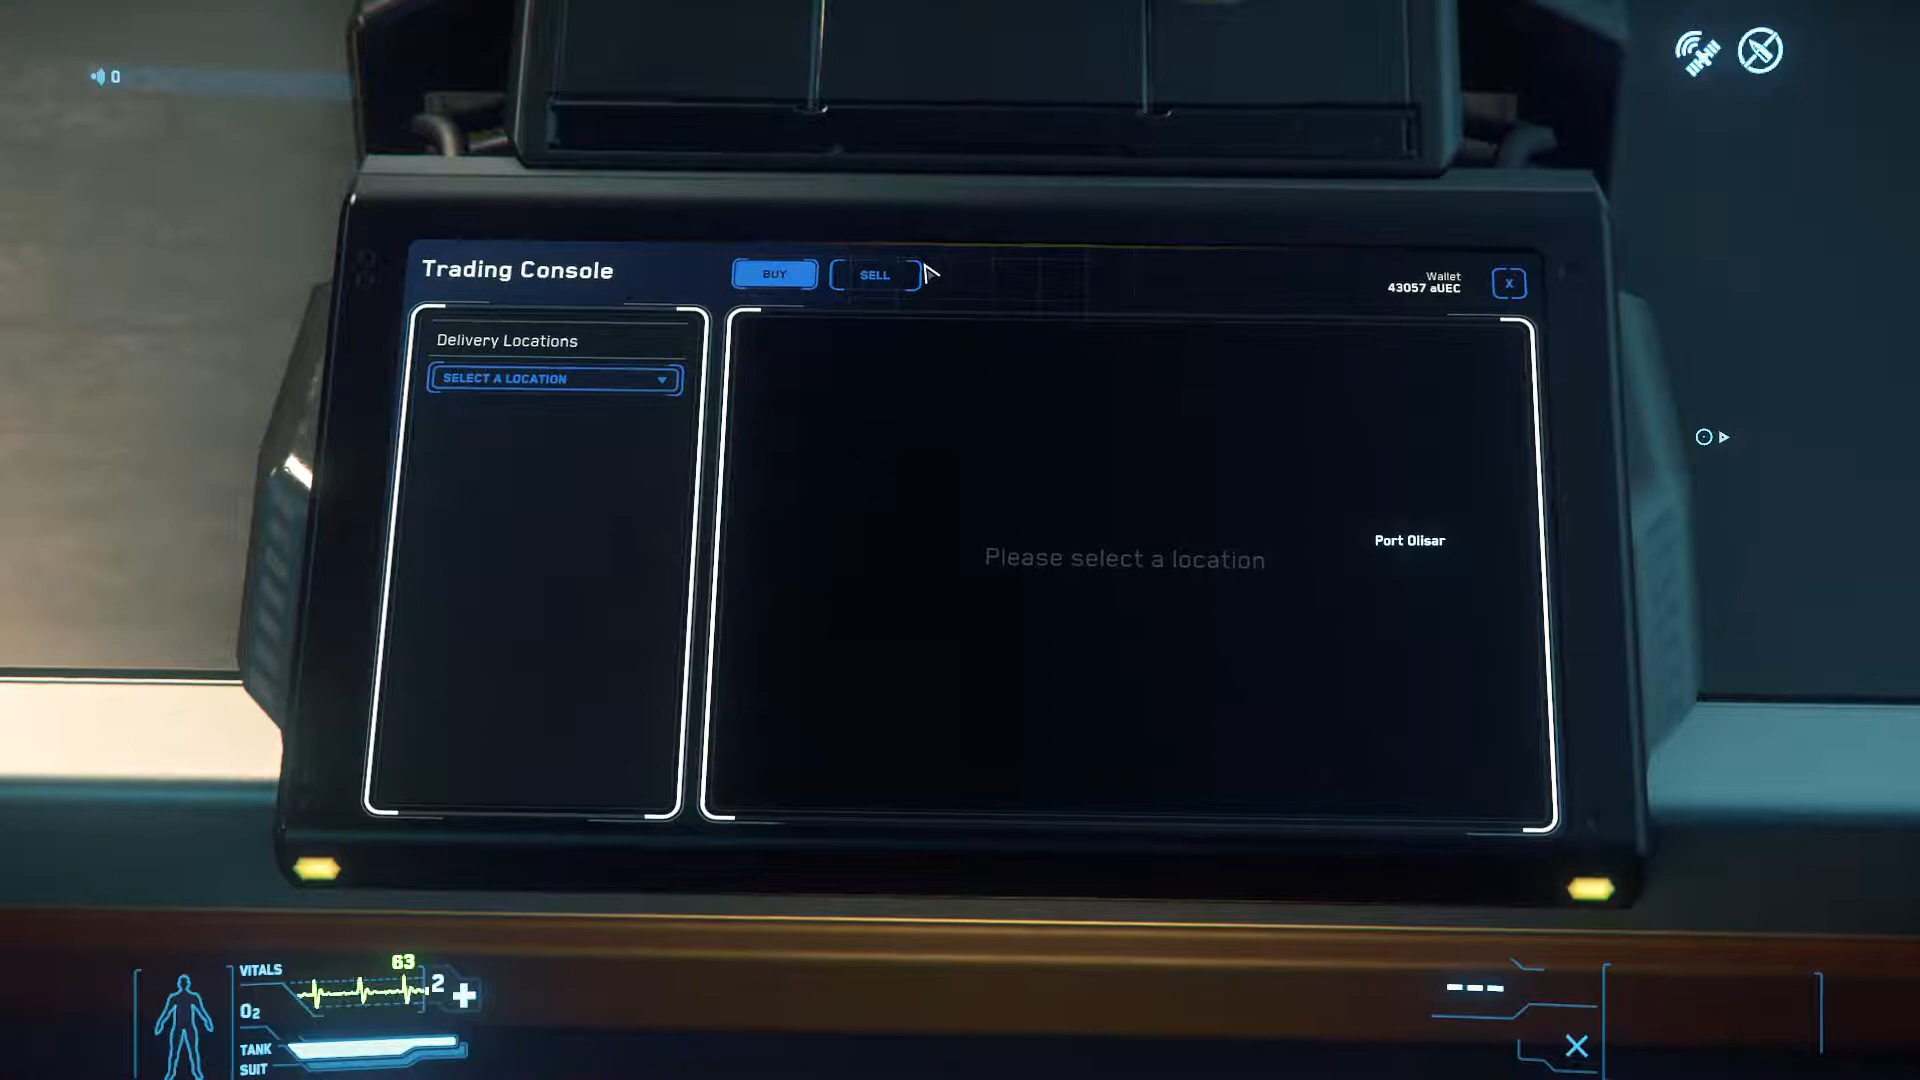 0
Trading Console
BUY
SELL
Wallet
43057 aUEC
X
Delivery Locations
SELECT A LOCATION
Port Olisar
Please select a location
VITALS
63
2
O₂
TANK
SUIT